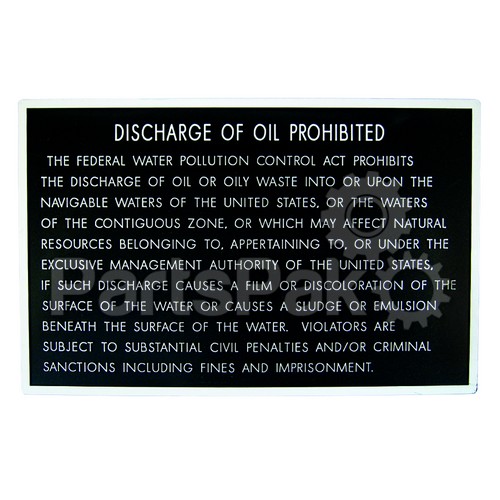 DISCHARGE OF OIL PROHIBITED
THE FEDERAL WATER POLLUTION CONTROL ACT PROHIBITS
THE DISCHARGE OF OIL OR OILY WASTE INTO OR UPON THE
NAVIGABLE WATERS OF THE UNITED STATES, OR THE WATERS
OF THE CONTIGUOUS ZONE, OR WHICH MAY AFFECT NATURAL
RESOURCES BELONGING TO, APPERTAINING TO, OR UNDER THE
EXCLUSIVE MANAGEMENT AUTHORITY OF THE UNITED STATES,
IF SUCH DISCHARGE CAUSES A FILM OR DISCOLORATION OF THE
SURFACE OF THE WATER OR CAUSES A SLUDGE OR EMULSION
BENEATH THE SURFACE OF THE WATER. VIOLATORS ARE
SUBJECT TO SUBSTANTIAL CIVIL PENALTIES AND/OR CRIMINAL
SANCTIONS INCLUDING FINES AND IMPRISONMENT.
PartsPak